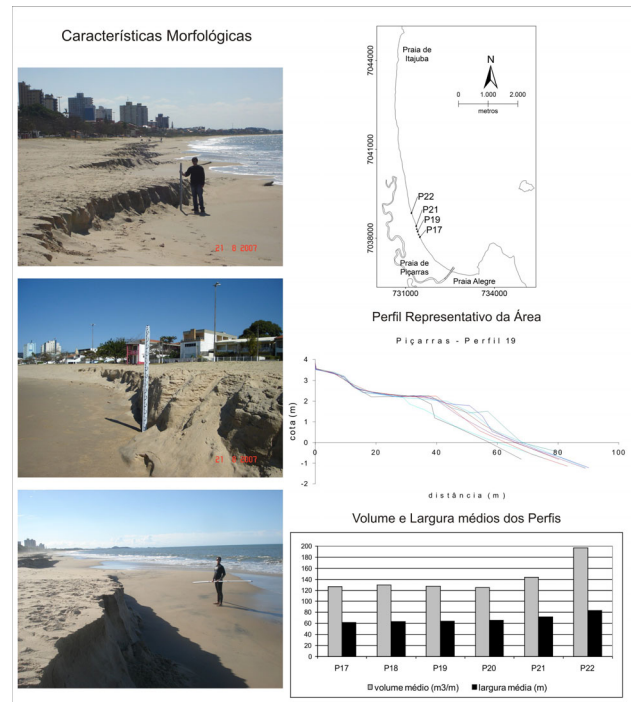 Características Morfológicas
21 8 2007
7044000
7041000
7038000
731000
734000
Praia de
Itajuba
N
0
1.000
2.000
metros
P22
P21
P19
P17
Praia de
Piçarras
Praia Alegre
Perfil Representativo da Área
Piçarras - Perfil 19
cota (m)
4
3
2
1
0
-1
-2
0 20 40 60 80 100
distância (m)
Volume e Largura médios dos Perfis
200
180
160
140
120
100
80
60
40
20
0
P17 P18 P19 P20 P21 P22
volume médio (m3/m) largura média (m)